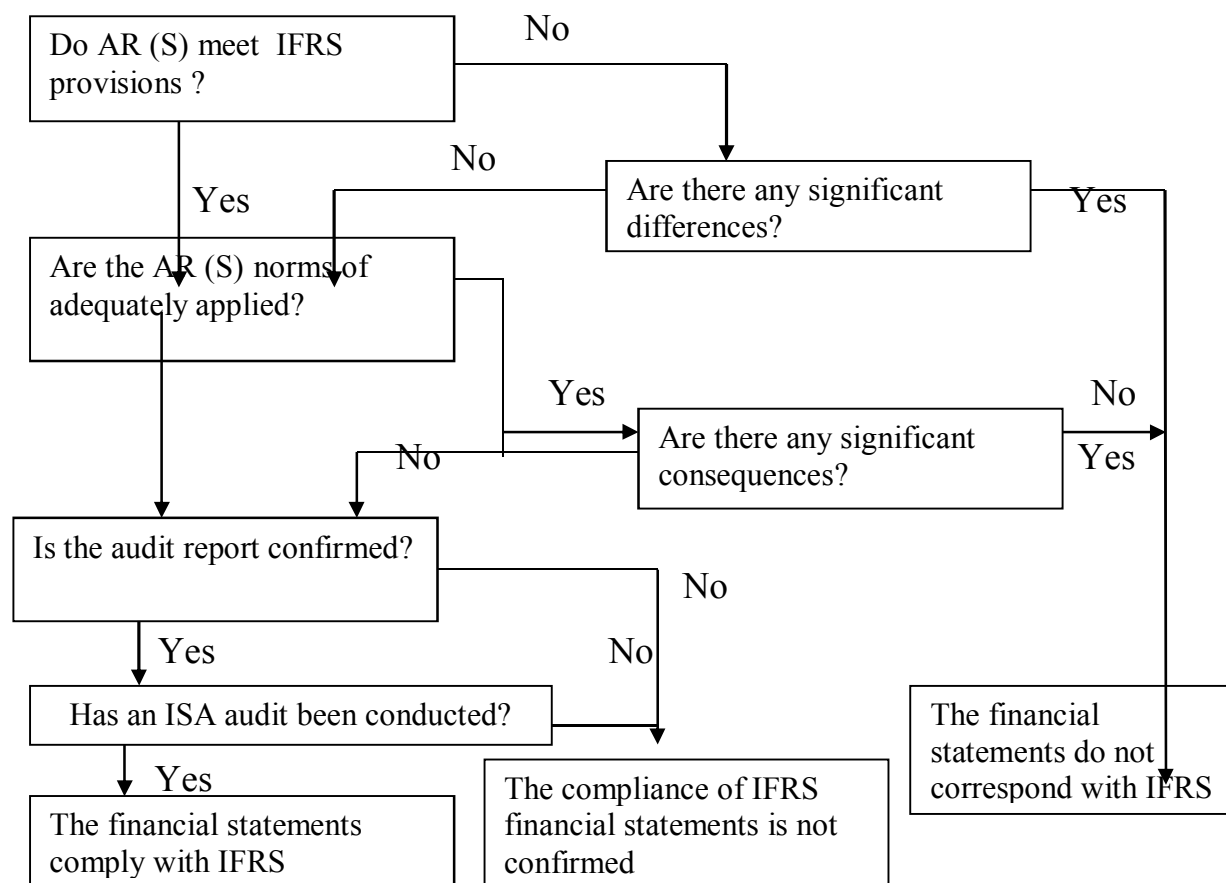 No
Do AR (S) meet IFRS
provisions ?
No
Yes
Are there any significant
differences?
Yes
Are the AR (S) norms of
adequately applied?
Yes
No
Are there any significant
consequences?
No
Yes
Is the audit report confirmed?
No
Yes
No
Has an ISA audit been conducted?
The financial
statements do not
correspond with IFRS
Yes
The compliance of IFRS
financial statements is not
confirmed
The financial statements
comply with IFRS